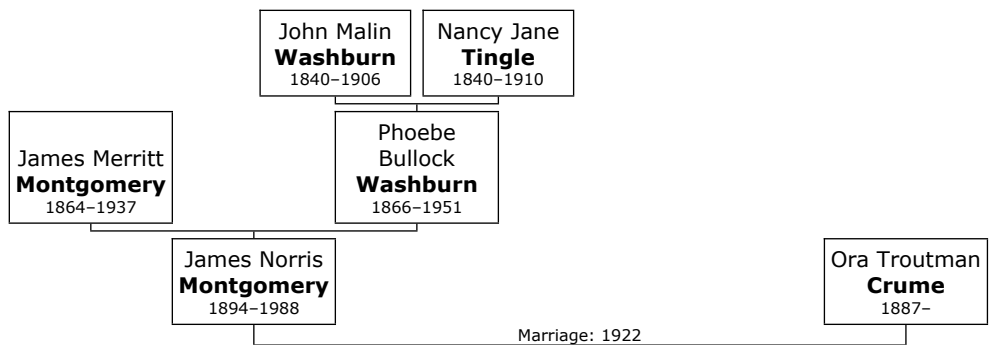 John Malin
Washburn
1840–1906
Nancy Jane
Tingle
1840–1910
James Merritt
Montgomery
1864–1937
Phoebe
Bullock
Washburn
1866–1951
James Norris
Montgomery
1894–1988
Ora Troutman
Crume
1887–
Marriage: 1922